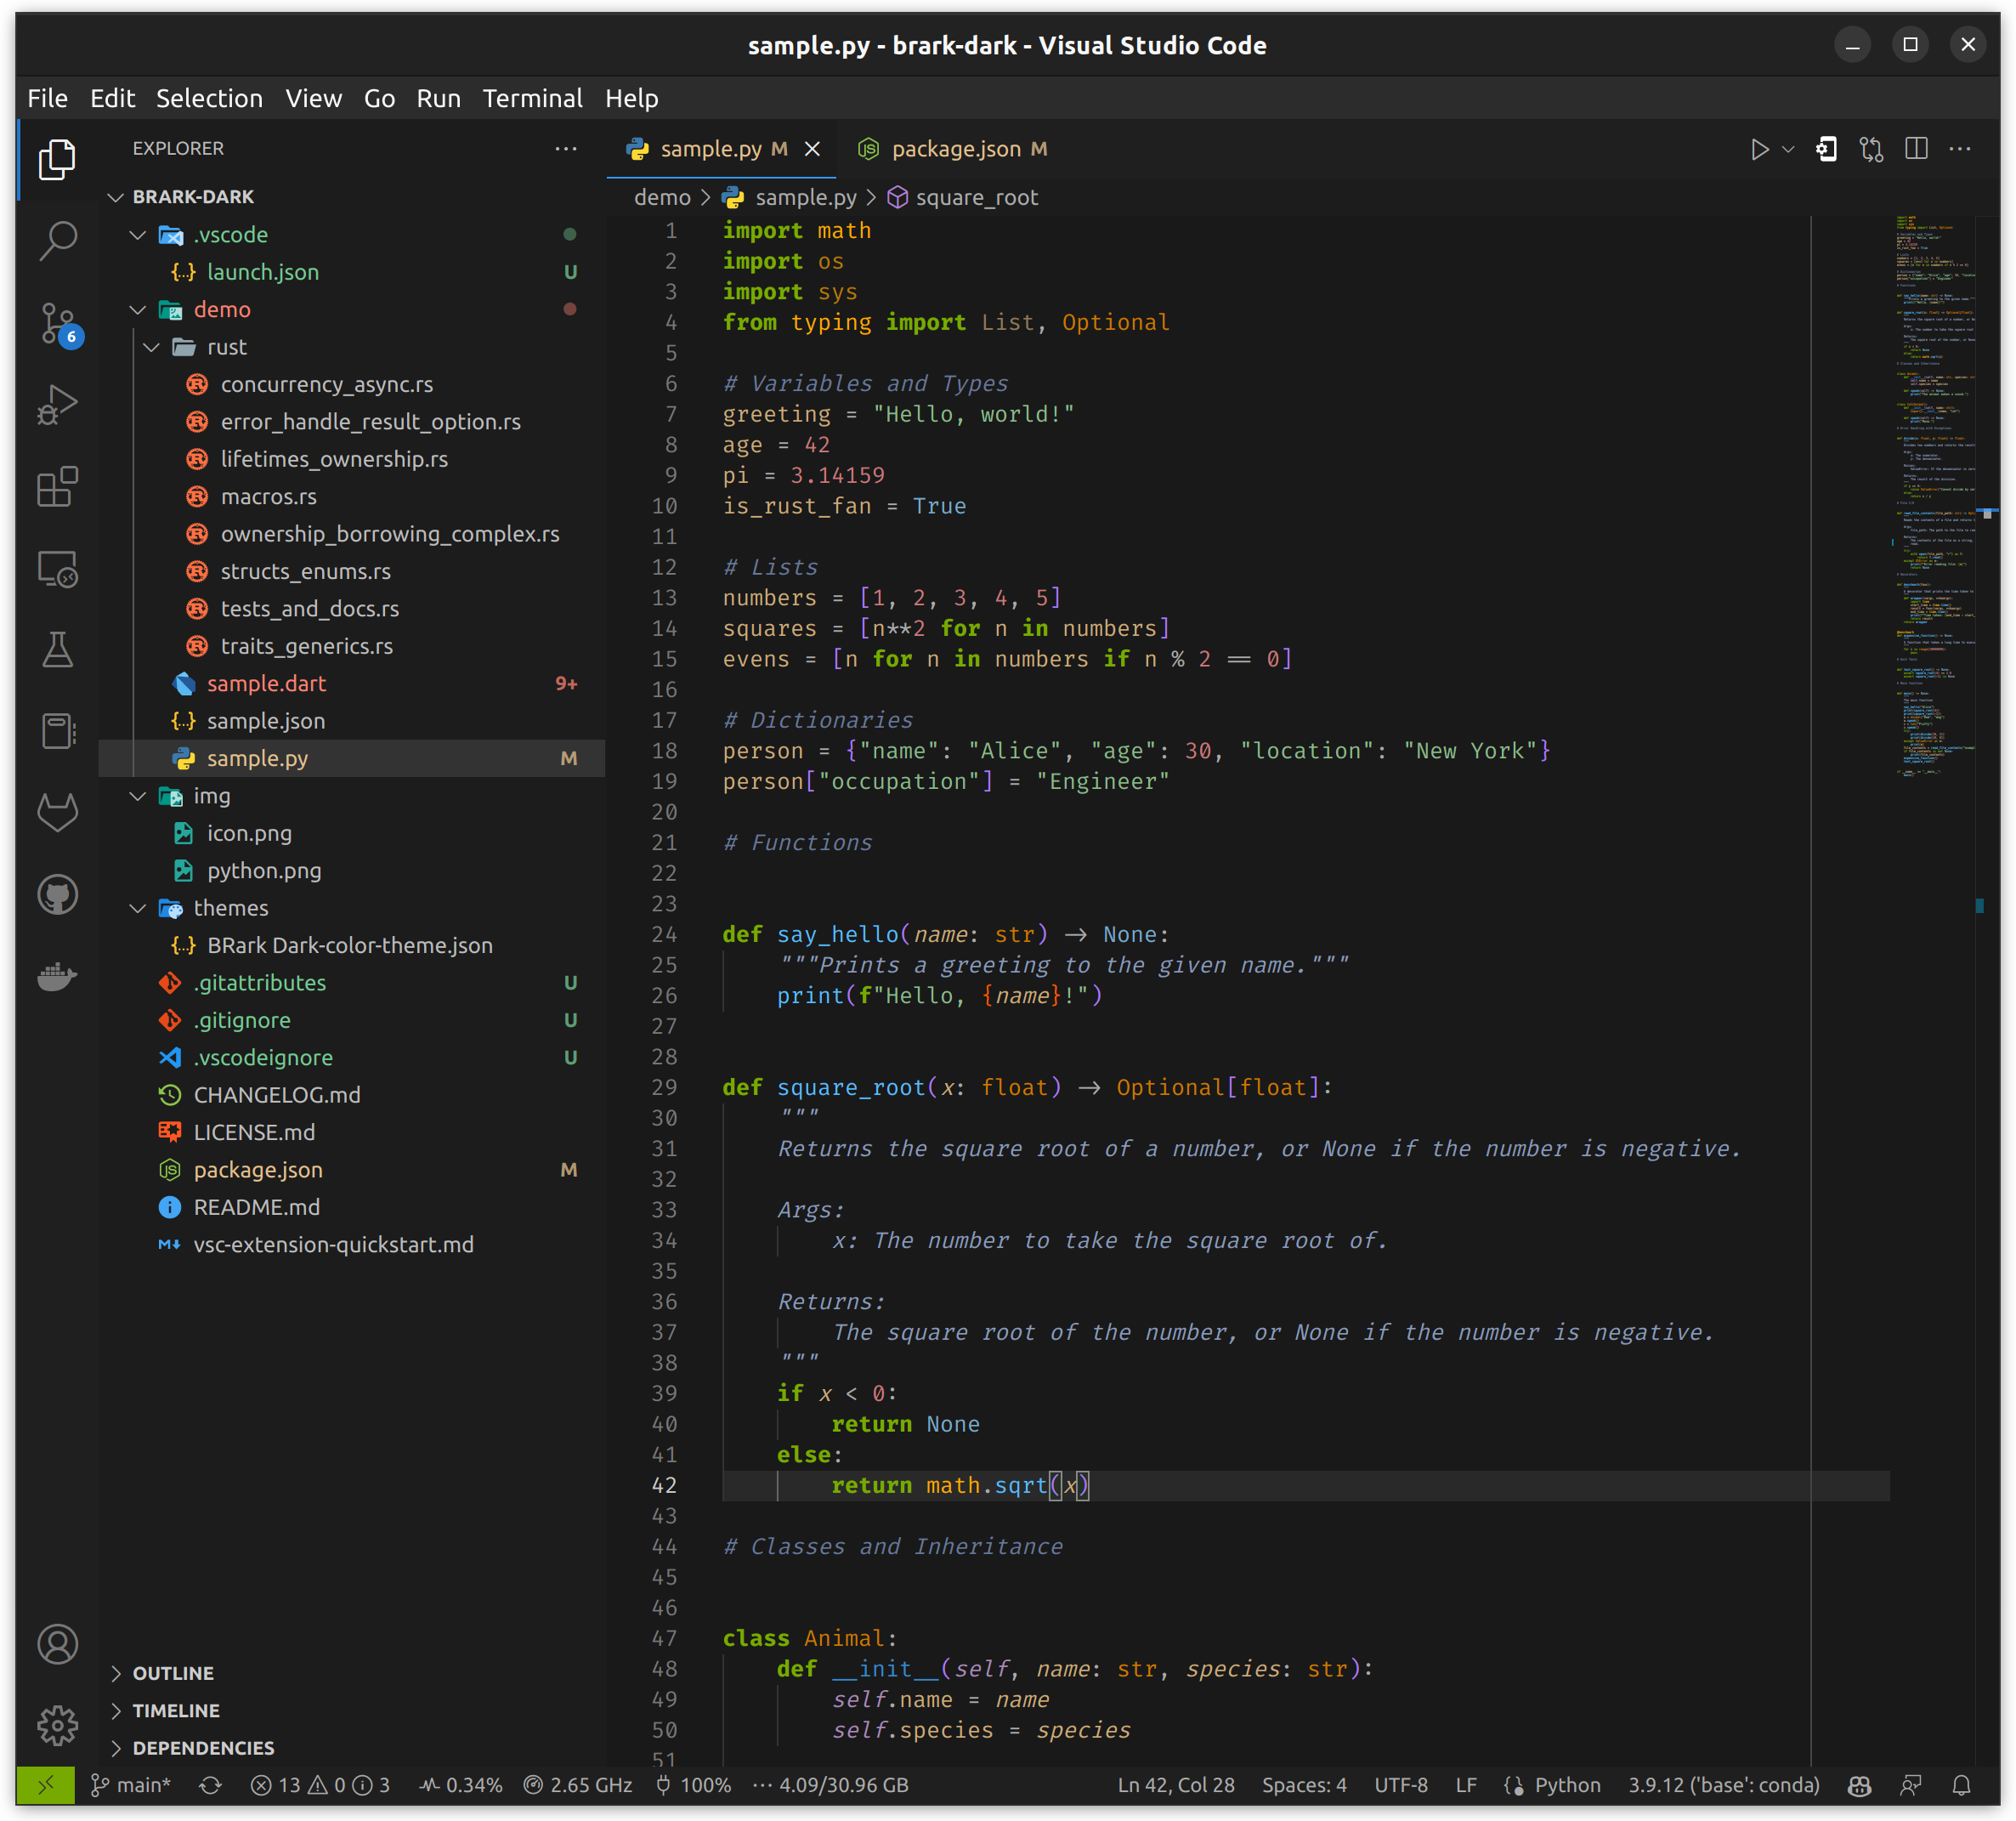 sample.py - brark-dark - Visual Studio Code
File Edit Selection View Go Run Terminal Help
EXPLORER
BRARK-DARK
.vscode
launch.json U
demo
rust
concurrency_async.rs
error_handle_result_option.rs
lifetimes_ownership.rs
macros.rs
ownership_borrowing_complex.rs
structs_enums.rs
tests_and_docs.rs
traits_generics.rs
sample.dart 9+
sample.json
sample.py M
img
icon.png
python.png
themes
BRark Dark-color-theme.json
.gitattributes U
.gitignore U
.vscodeignore U
CHANGELOG.md
LICENSE.md
package.json M
README.md
vsc-extension-quickstart.md
OUTLINE
TIMELINE
DEPENDENCIES
6
sample.py M package.json M
demo > sample.py > square_root
1 import math
2 import os
3 import sys
4 from typing import List, Optional
5
6 # Variables and Types
7 greeting = "Hello, world!"
8 age = 42
9 pi = 3.14159
10 is_rust_fan = True
11
12 # Lists
13 numbers = [1, 2, 3, 4, 5]
14 squares = [n**2 for n in numbers]
15 evens = [n for n in numbers if n % 2 == 0]
16
17 # Dictionaries
18 person = {"name": "Alice", "age": 30, "location": "New York"}
19 person["occupation"] = "Engineer"
20
21 # Functions
22
23
24 def say_hello(name: str) -> None:
25 """Prints a greeting to the given name."""
26 print(f"Hello, {name}!")
27
28
29 def square_root(x: float) -> Optional[float]:
30 """
31 Returns the square root of a number, or None if the number is negative.
32
33 Args:
34 x: The number to take the square root of.
35
36 Returns:
37 The square root of the number, or None if the number is negative.
38 """
39 if x < 0:
40 return None
41 else:
42 return math.sqrt(x)
43
44 # Classes and Inheritance
45
46
47 class Animal:
48 def __init__(self, name: str, species: str):
49 self.name = name
50 self.species = species
51
main* 13 0 3 0.34% 2.65 GHz 100% 4.09/30.96 GB Ln 42, Col 28 Spaces: 4 UTF-8 LF Python 3.9.12 ('base': conda)